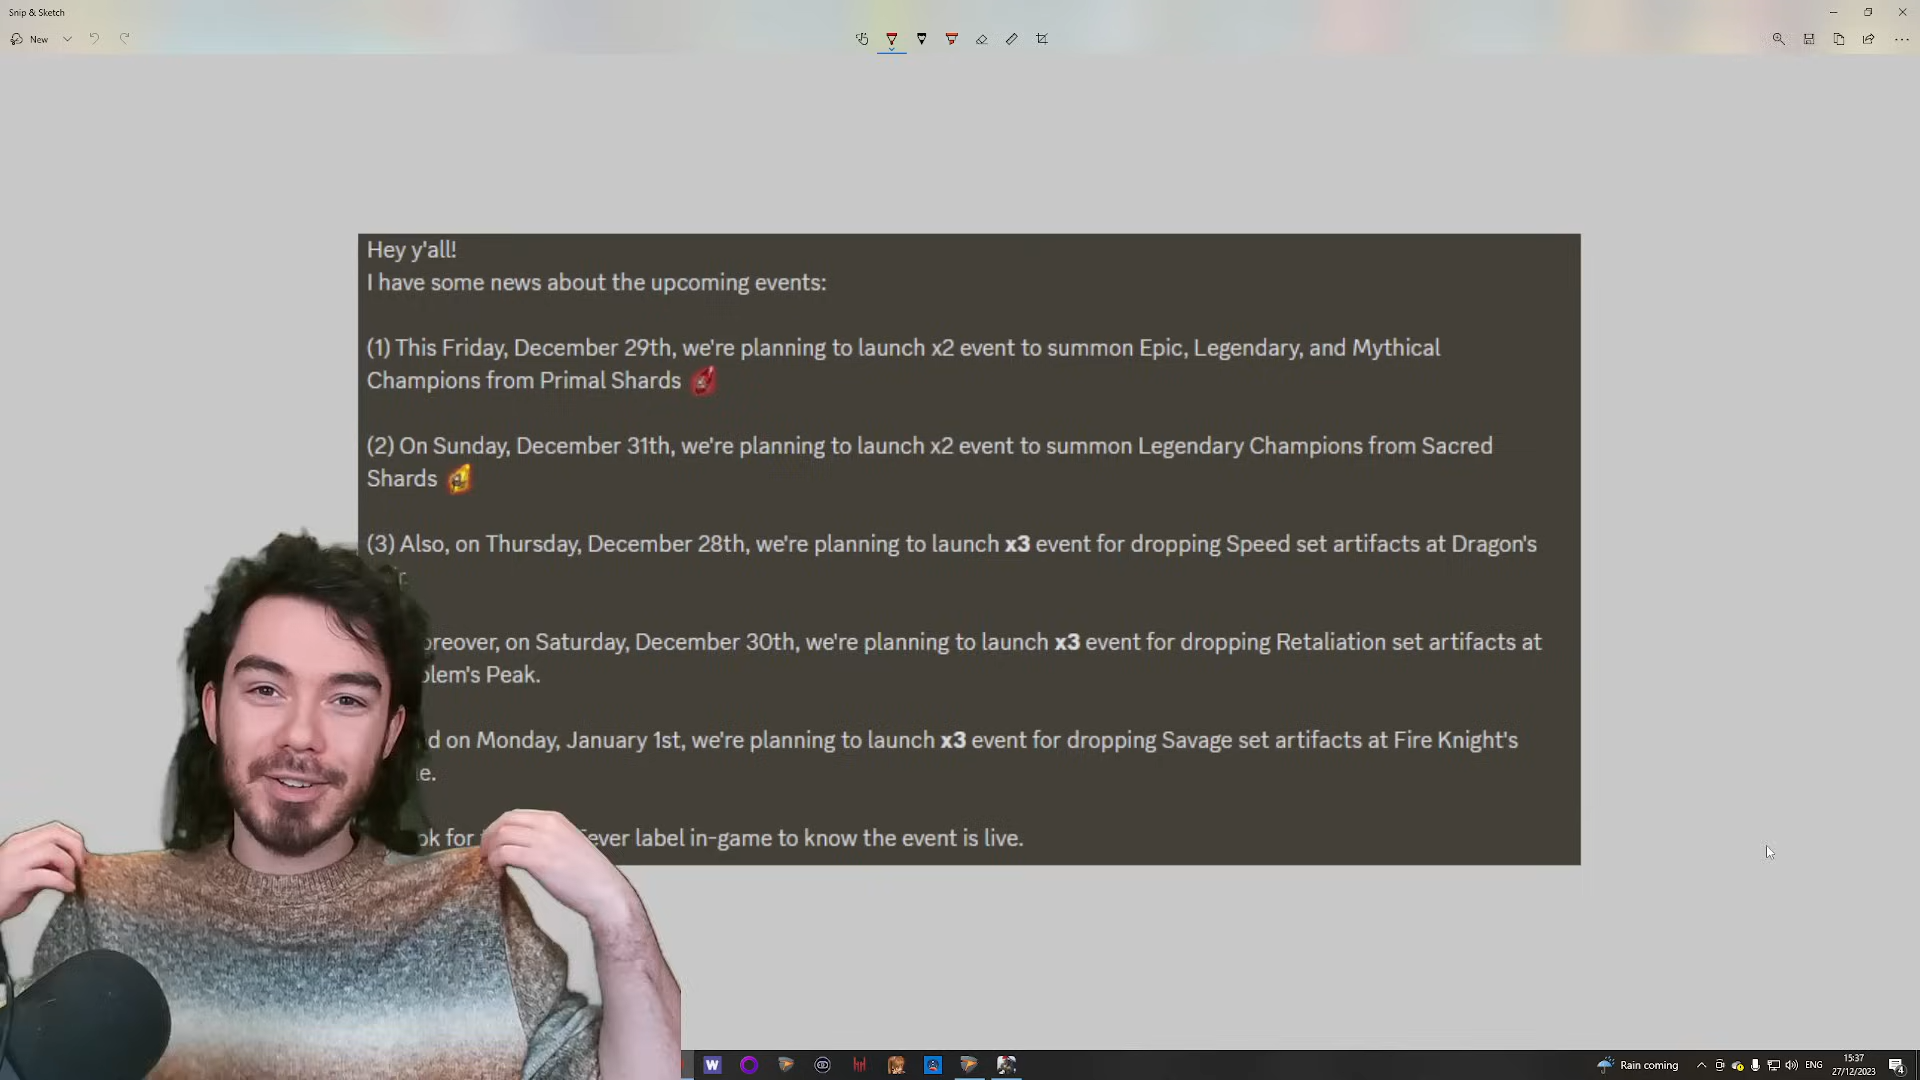 Snip & Sketch
New
Hey y'all!
I have some news about the upcoming events:
(1) This Friday, December 29th, we're planning to launch x2 event to summon Epic, Legendary, and Mythical
Champions from Primal Shards
(2) On Sunday, December 31th, we're planning to launch x2 event to summon Legendary Champions from Sacred
Shards
(3) Also, on Thursday, December 28th, we're planning to launch x3 event for dropping Speed set artifacts at Dragon's
on Saturday, December 30th, we're planning to launch x3 event for dropping Retaliation set artifacts at
Peak.
on Monday, January 1st, we're planning to launch x3 event for dropping Savage set artifacts at Fire Knight's
for
label in-game to know the event is live.
W
Rain coming
ENG
15:37
27/12/2023
4